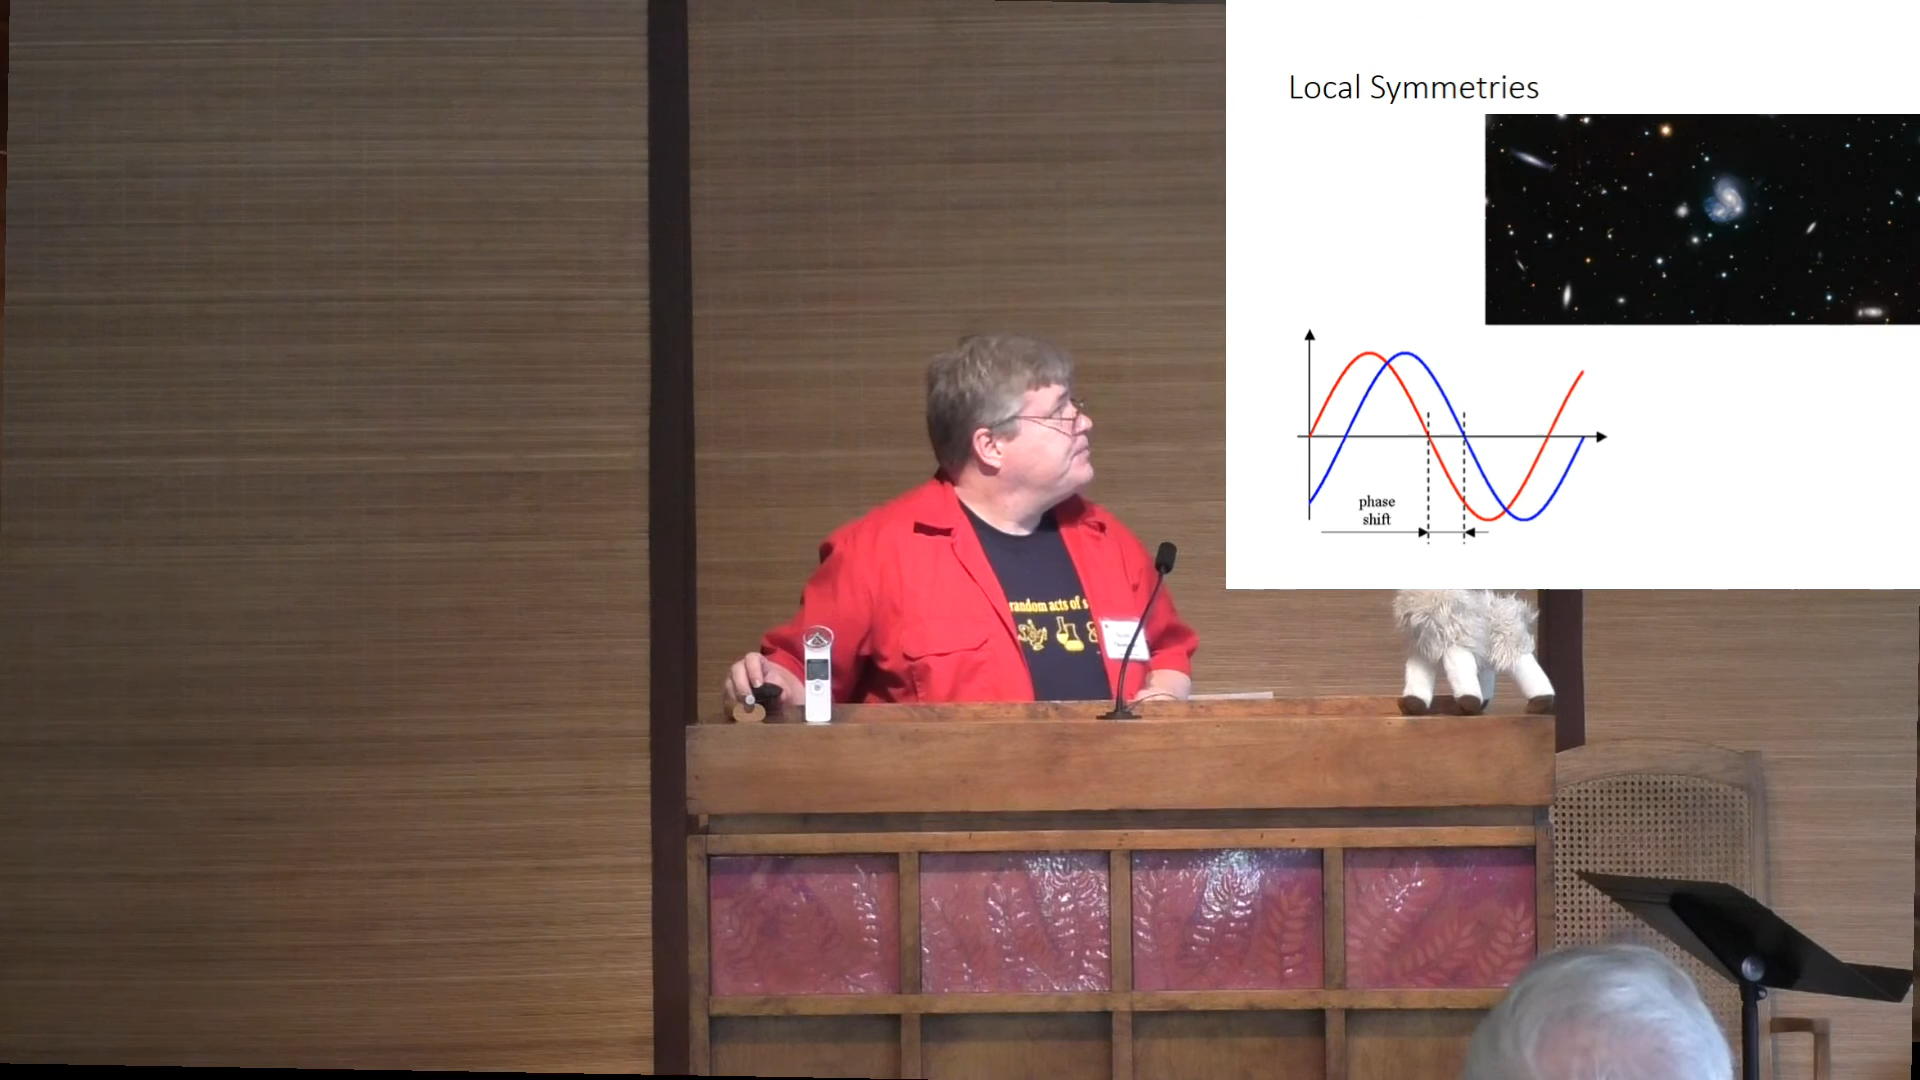 Local Symmetries
phase
shift
random acts of s